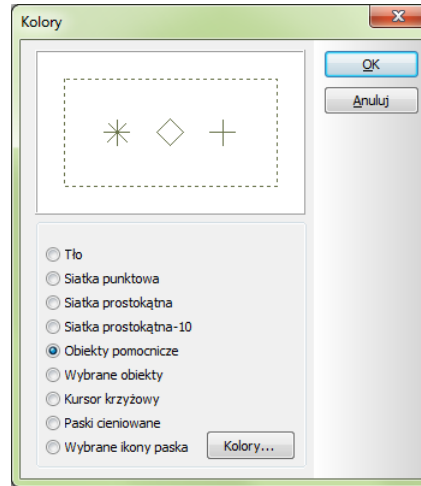 Kolory
OK
Anuluj
Tło
Siatka punktowa
Siatka prostokątna
Siatka prostokątna-10
Obiekty pomocnicze
Wybrane obiekty
Kursor krzyżowy
Paski cieniowane
Wybrane ikony paska
Kolory...